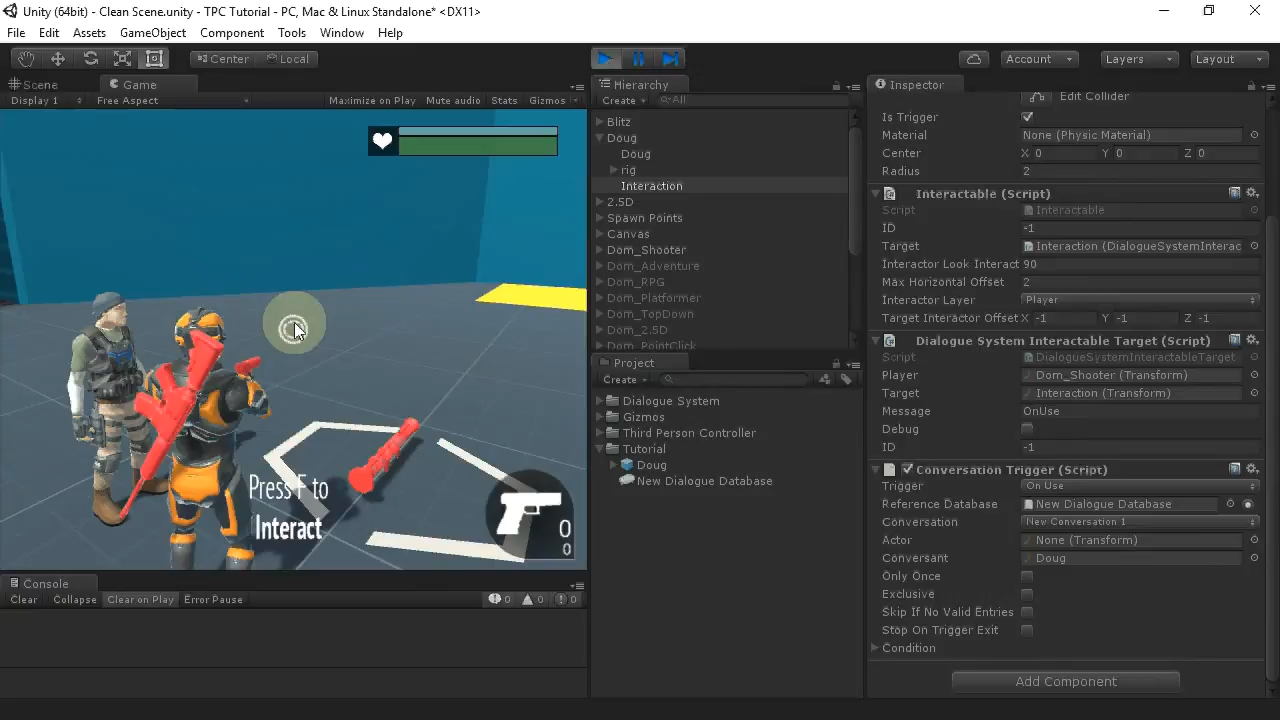 Unity (64bit) - Clean Scene.unity - TPC Tutorial - PC, Mac & Linux Standalone* <DX11>
File Edit Assets GameObject Component Tools Window Help
Center Local Account Layers Layout
Scene Game
Display 1 Free Aspect Maximize on Play Mute audio Stats Gizmos
Press F to
Interact
0
0
Console
Clear Collapse Clear on Play Error Pause 0 0 0
Hierarchy
Create All
Blitz
Doug
Doug
rig
Interaction
2.5D
Spawn Points
Canvas
Dom_Shooter
Dom_Adventure
Dom_RPG
Dom_Platformer
Dom_TopDown
Dom_2.5D
Dom_PointClick
Project
Create
Dialogue System
Gizmos
Third Person Controller
Tutorial
Doug
New Dialogue Database
Inspector
Edit Collider
Is Trigger
Material None (Physic Material)
Center X 0 Y 0 Z 0
Radius 2
Interactable (Script)
Script Interactable
ID -1
Target Interaction (DialogueSystemInterac
Interactor Look Interact 90
Max Horizontal Offset 2
Interactor Layer Player
Target Interactor Offset X -1 Y -1 Z -1
Dialogue System Interactable Target (Script)
Script DialogueSystemInteractableTarget
Player Dom_Shooter (Transform)
Target Interaction (Transform)
Message OnUse
Debug
ID -1
Conversation Trigger (Script)
Trigger On Use
Reference Database New Dialogue Database
Conversation New Conversation 1
Actor None (Transform)
Conversant Doug
Only Once
Exclusive
Skip If No Valid Entries
Stop On Trigger Exit
Condition
Add Component